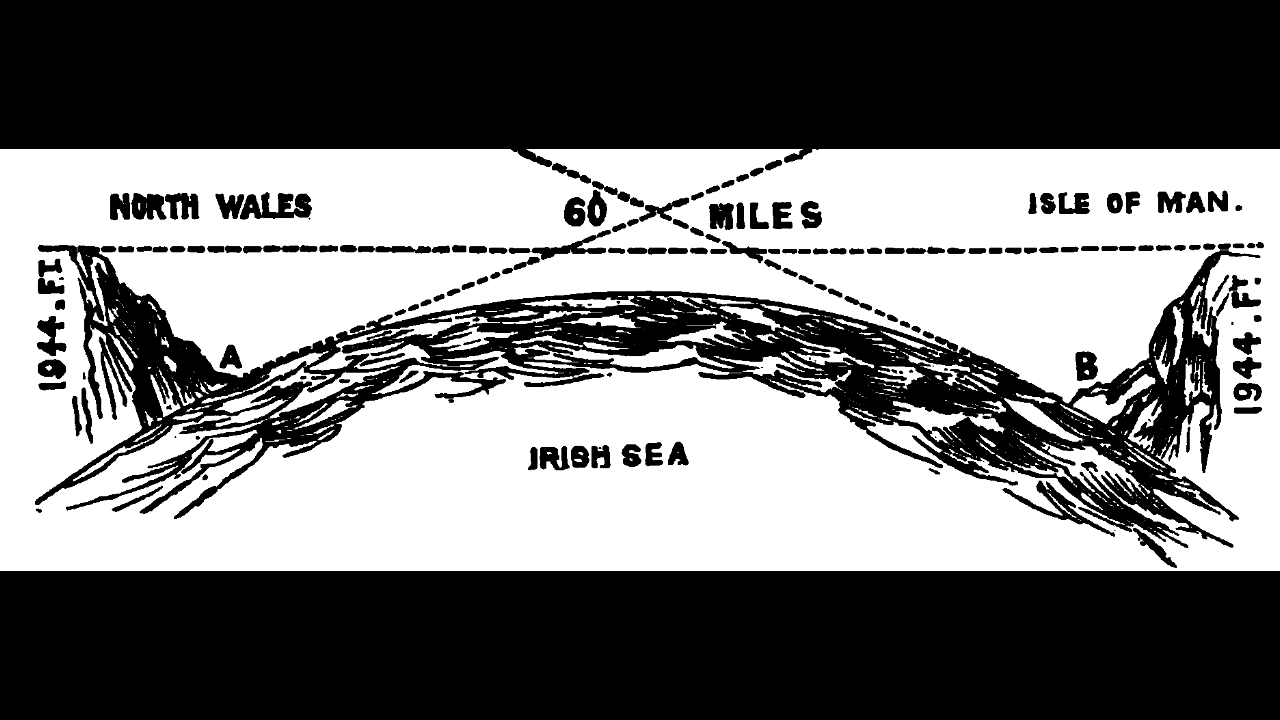 NORTH WALES
60 MILES
ISLE OF MAN.
1944.FT
1944.FT.
A
B
IRISH SEA